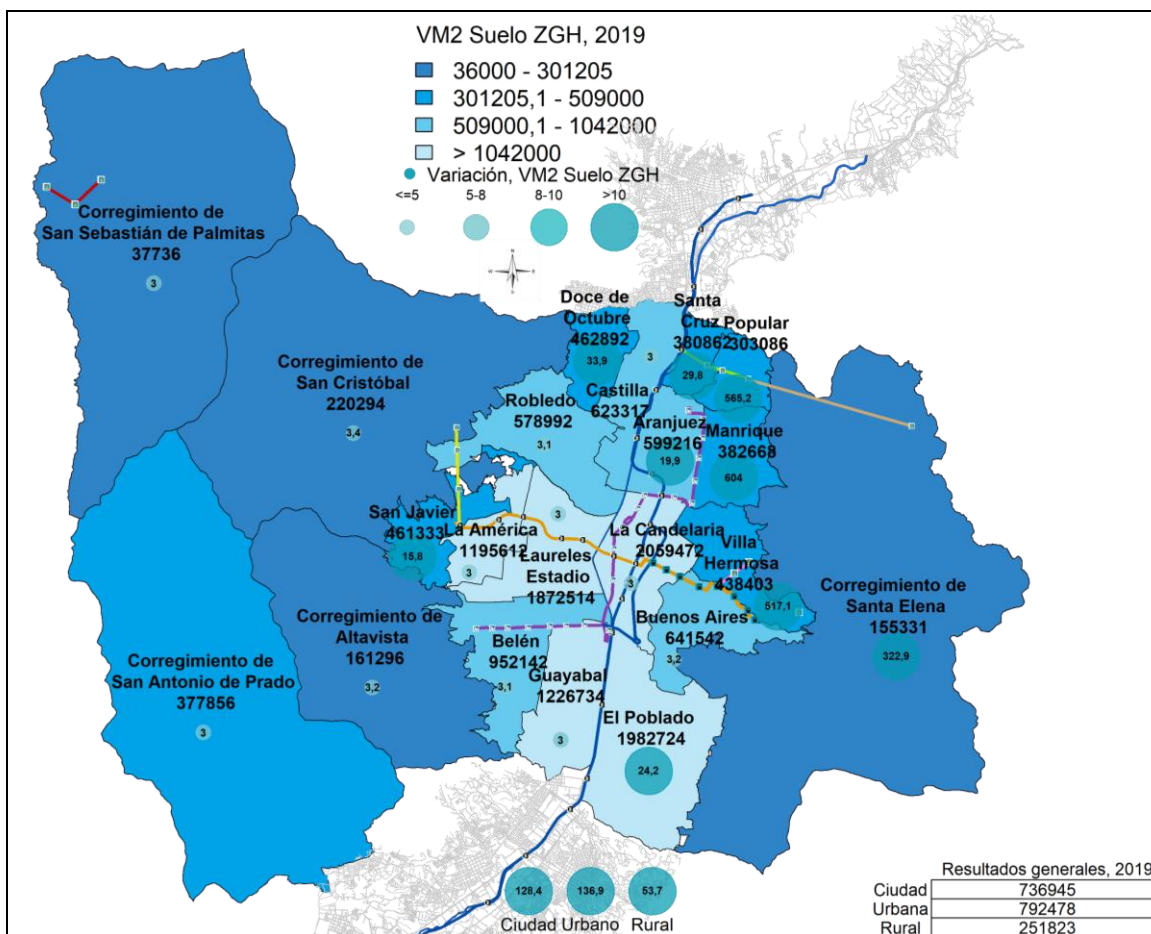 VM2 Suelo ZGH, 2019
36000 - 301205
301205,1 - 509000
509000,1 - 1042000
> 1042000
Variación, VM2 Suelo ZGH
<=5 5-8 8-10 >10
Corregimiento de
San Sebastián de Palmitas
37736
3
Corregimiento de
San Cristóbal
220294
3,4
Doce de
Octubre
462892
33,9
Santa
Cruz
380862
29,8
Popular
303086
565,2
3
Castilla
623317
Robledo
578992
3,1
Aranjuez
599216
19,9
Manrique
382668
604
San Javier
461333
15,8
La América
1195612
3
3
Laureles
Estadio
1872514
La Candelaria
2059472
3
Villa
Hermosa
438403
517,1
Buenos Aires
641542
3,2
Corregimiento de
Santa Elena
155331
322,9
Corregimiento de
Altavista
161296
3,2
Corregimiento de
San Antonio de Prado
377856
3
Belén
952142
3,1
Guayabal
1226734
3
El Poblado
1982724
24,2
128,4 136,9 53,7
Ciudad Urbano Rural
Resultados generales, 2019
Ciudad 736945
Urbana 792478
Rural 251823